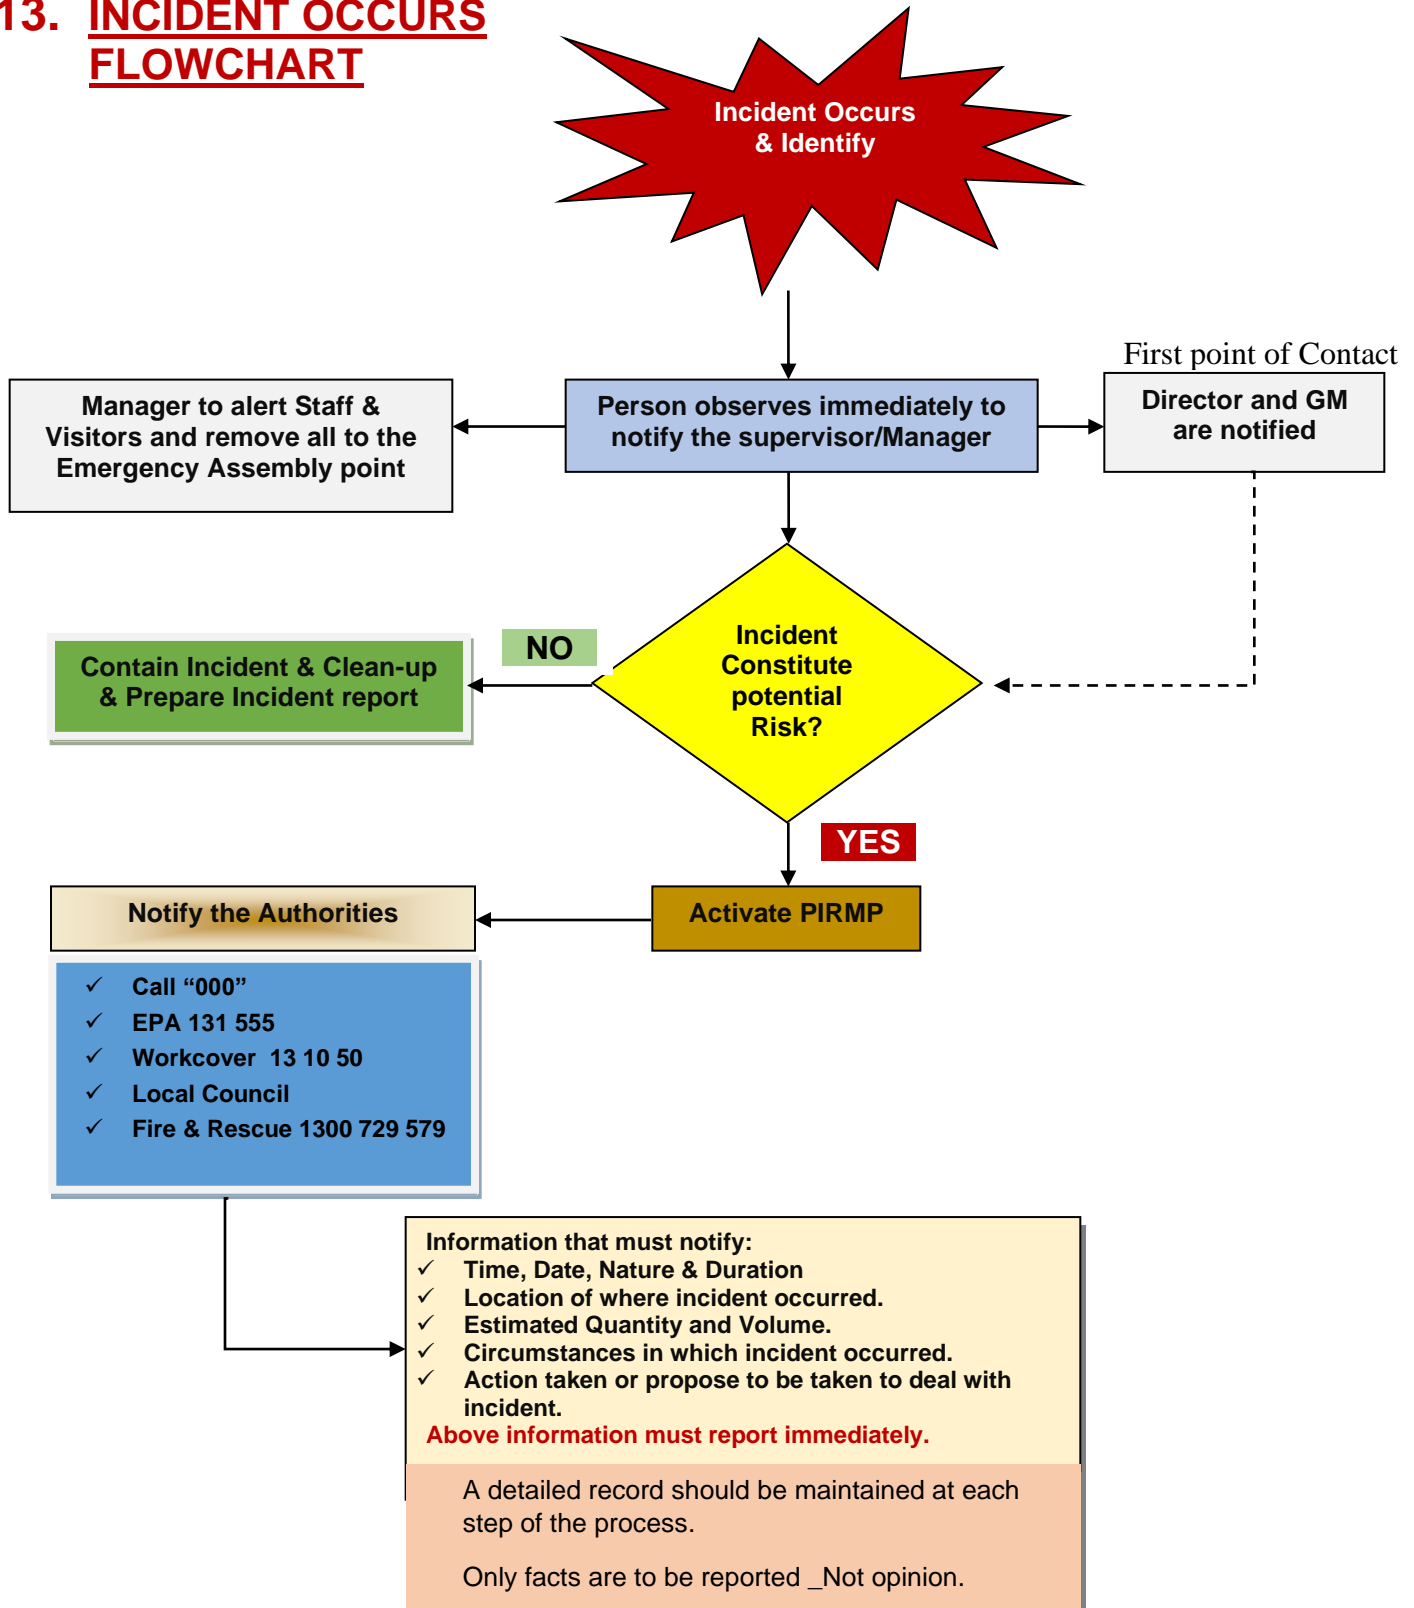 13. INCIDENT OCCURS
FLOWCHART
Incident Occurs
& Identify
First point of Contact
Manager to alert Staff &
Visitors and remove all to the
Emergency Assembly point
Person observes immediately to
notify the supervisor/Manager
Director and GM
are notified
Incident
Constitute
potential
Risk?
NO
Contain Incident & Clean-up
& Prepare Incident report
YES
Notify the Authorities
Activate PIRMP
✓ Call “000”
✓ EPA 131 555
✓ Workcover  13 10 50
✓ Local Council
✓ Fire & Rescue 1300 729 579
Information that must notify:
✓ Time, Date, Nature & Duration
✓ Location of where incident occurred.
✓ Estimated Quantity and Volume.
✓ Circumstances in which incident occurred.
✓ Action taken or propose to be taken to deal with
incident.
Above information must report immediately.
A detailed record should be maintained at each
step of the process.
Only facts are to be reported _Not opinion.